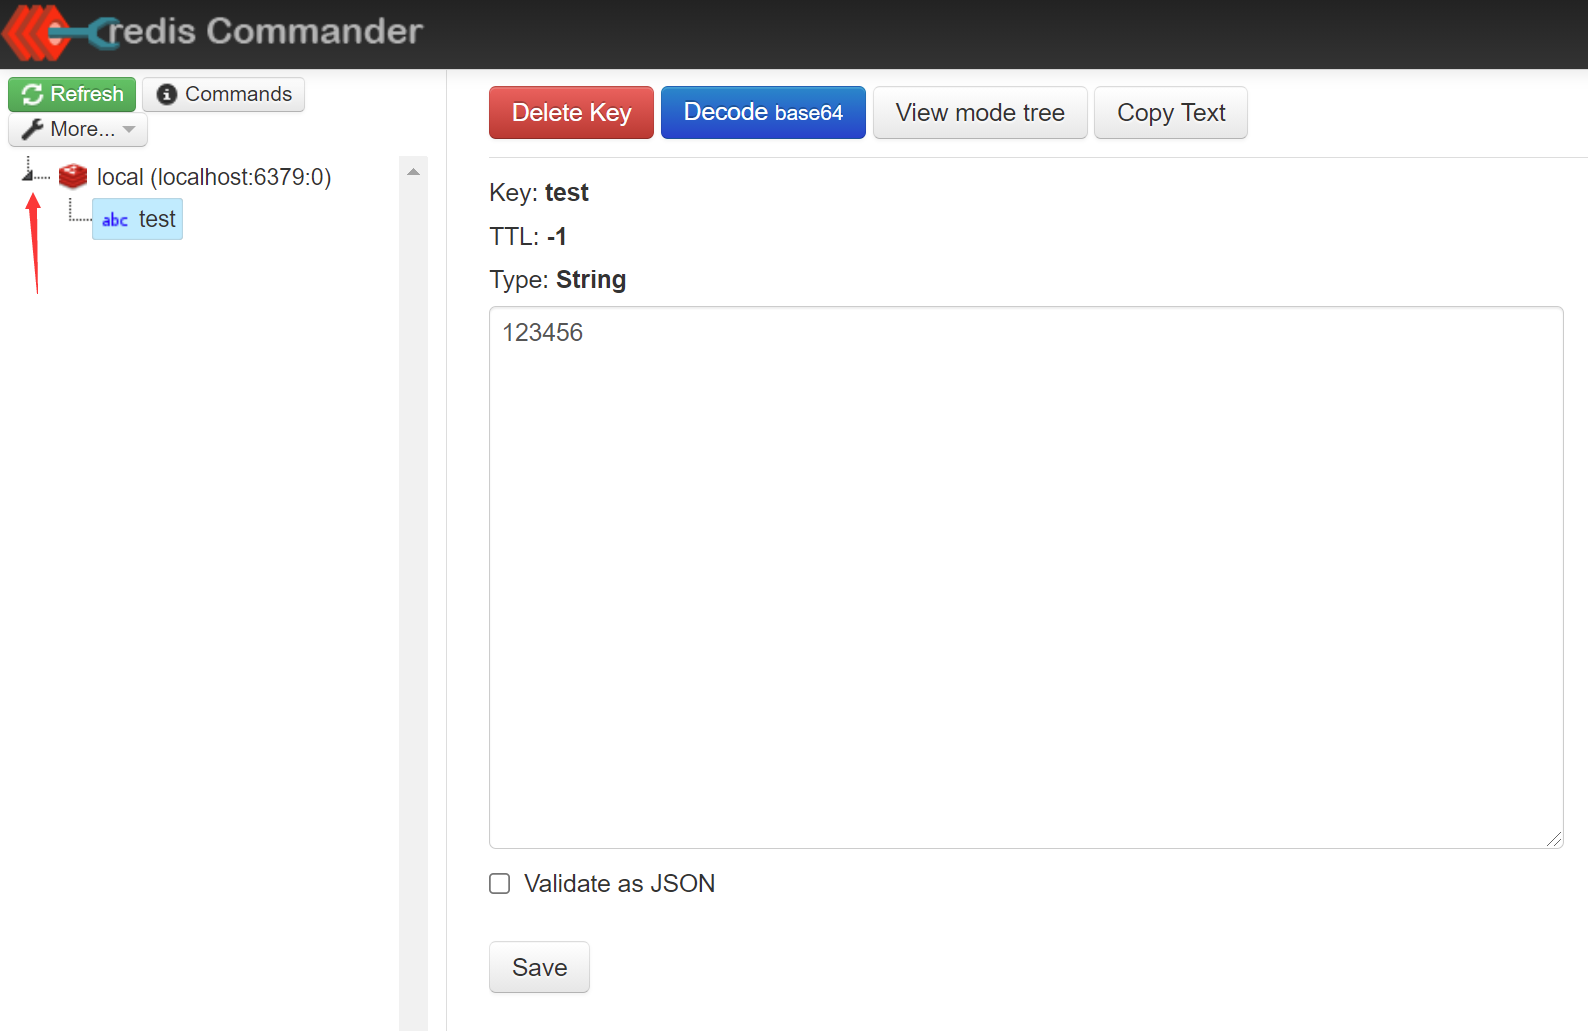 redis Commander
Refresh
Commands
More...
local (localhost:6379:0)
abc test
Delete Key
Decode base64
View mode tree
Copy Text
Key: test
TTL: -1
Type: String
123456
Validate as JSON
Save